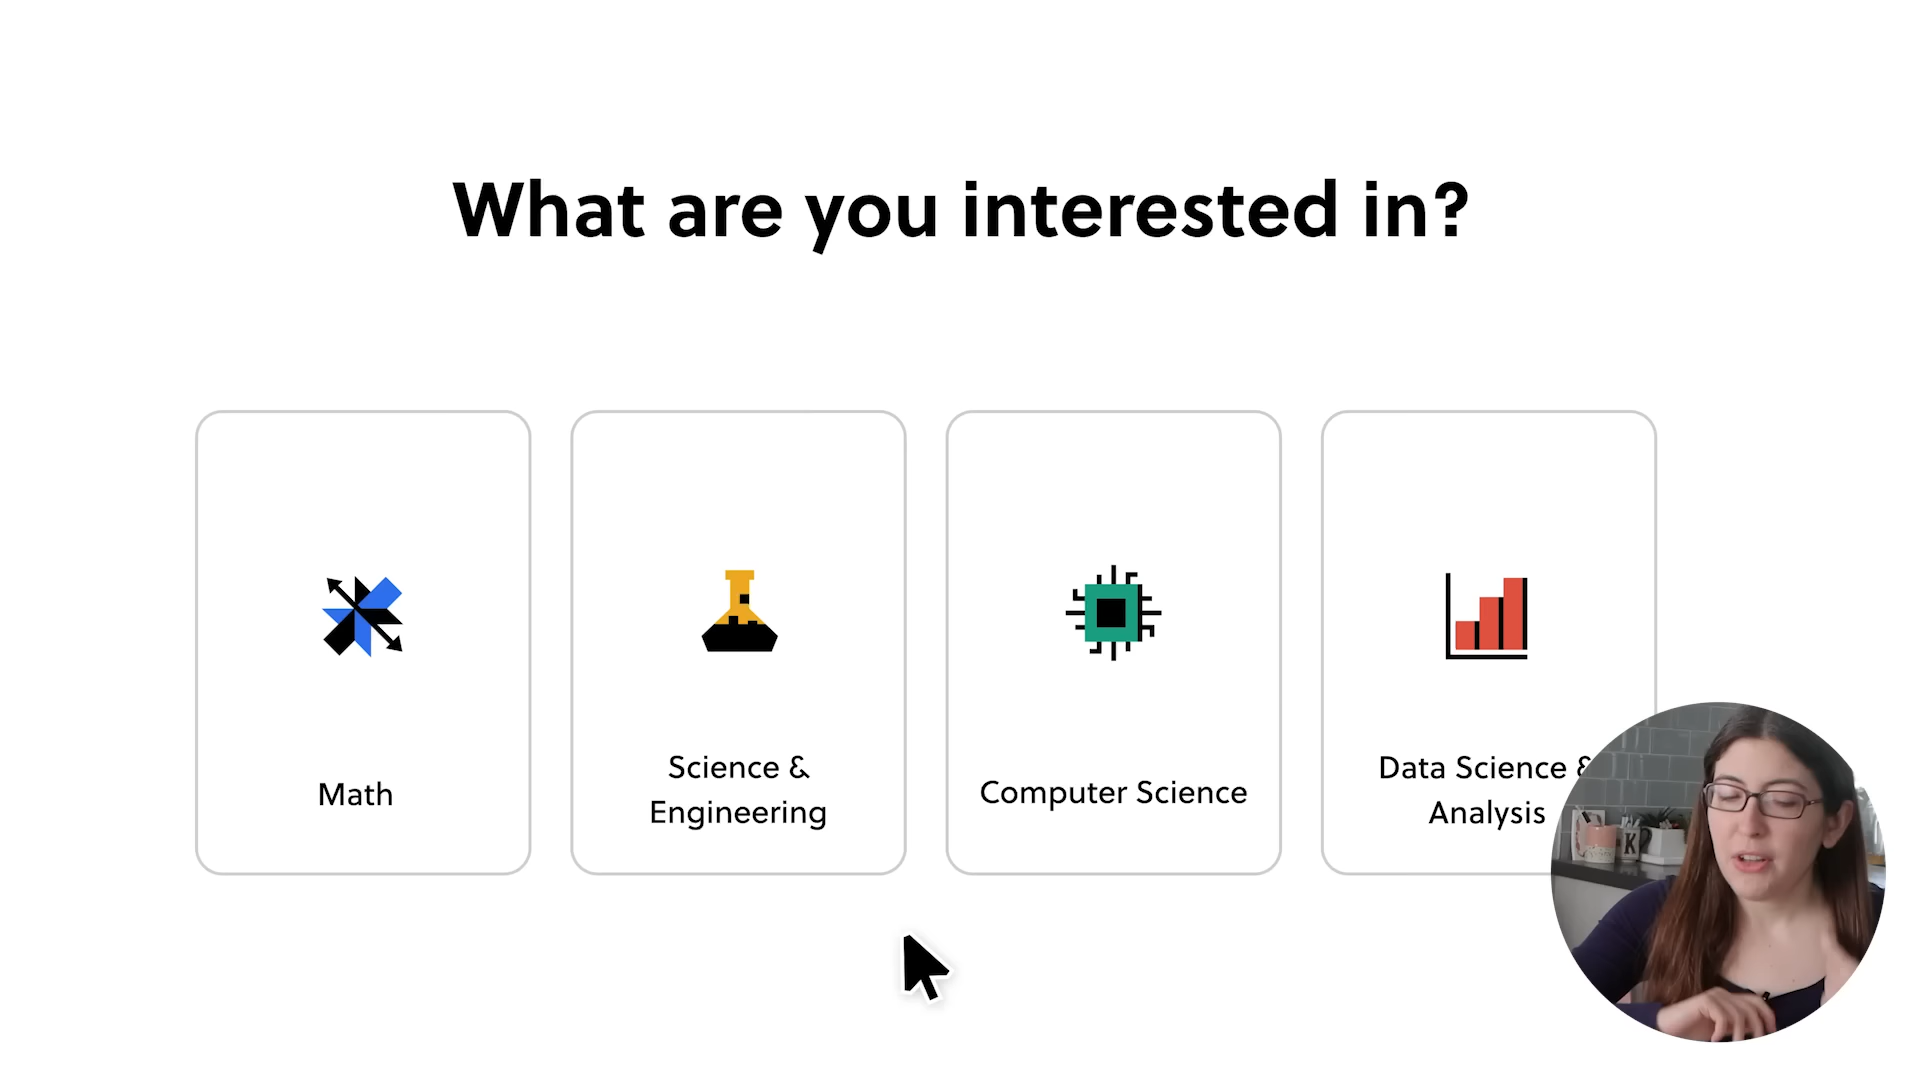 What are you interested in?
Math
Science &
Engineering
Computer Science
Data Science &
Analysis
K